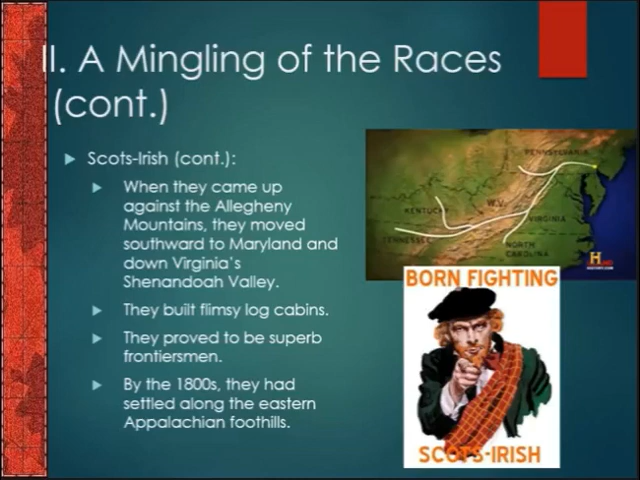 II. A Mingling of the Races
(cont.)
Scots-Irish (cont.):
When they came up
against the Allegheny
Mountains, they moved
southward to Maryland and
down Virginia's
Shenandoah Valley.
They built flimsy log cabins.
They proved to be superb
frontiersmen.
By the 1800s, they had
settled along the eastern
Appalachian foothills.
PENNSYLVANIA
W.V.
KENTUCKY
VIRGINIA
TENNESSEE
NORTH
CAROLINA
H
HISTORY.COM
BORN FIGHTING
SCOTS-IRISH